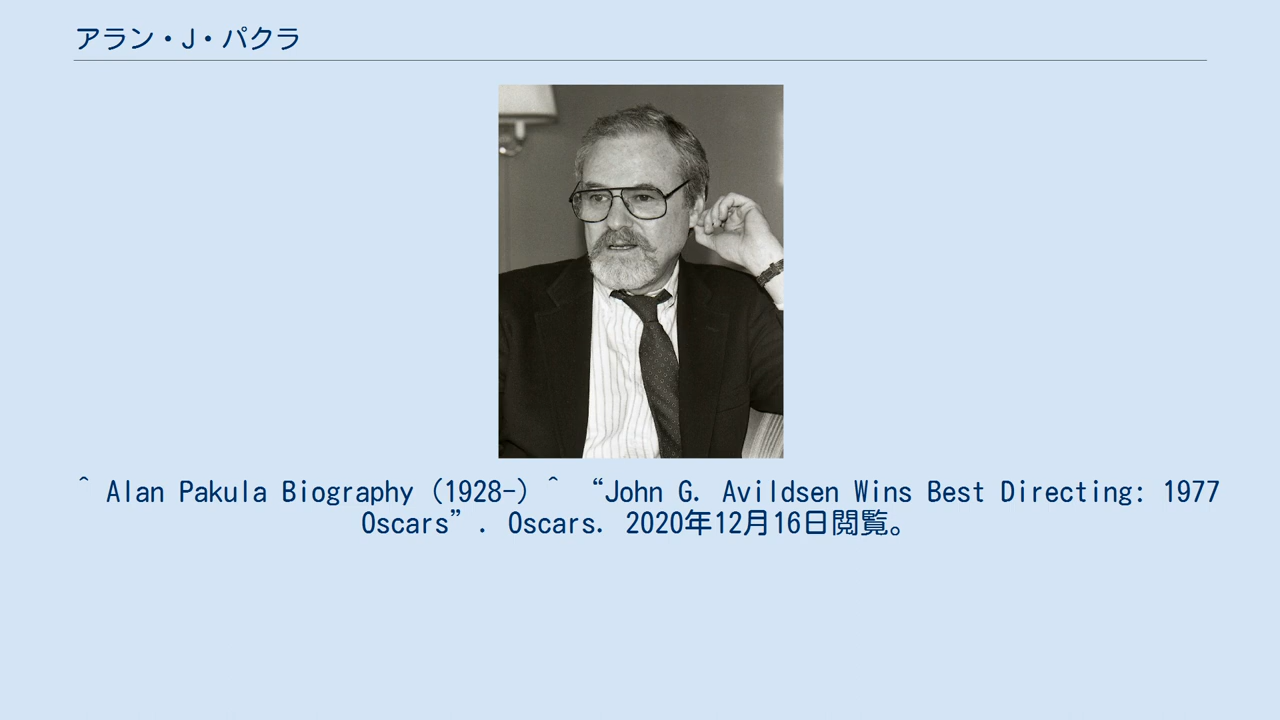 アラン・J・パクラ
^ Alan Pakula Biography (1928-) ^ “John G. Avildsen Wins Best Directing: 1977
Oscars”. Oscars. 2020年12月16日閲覧。